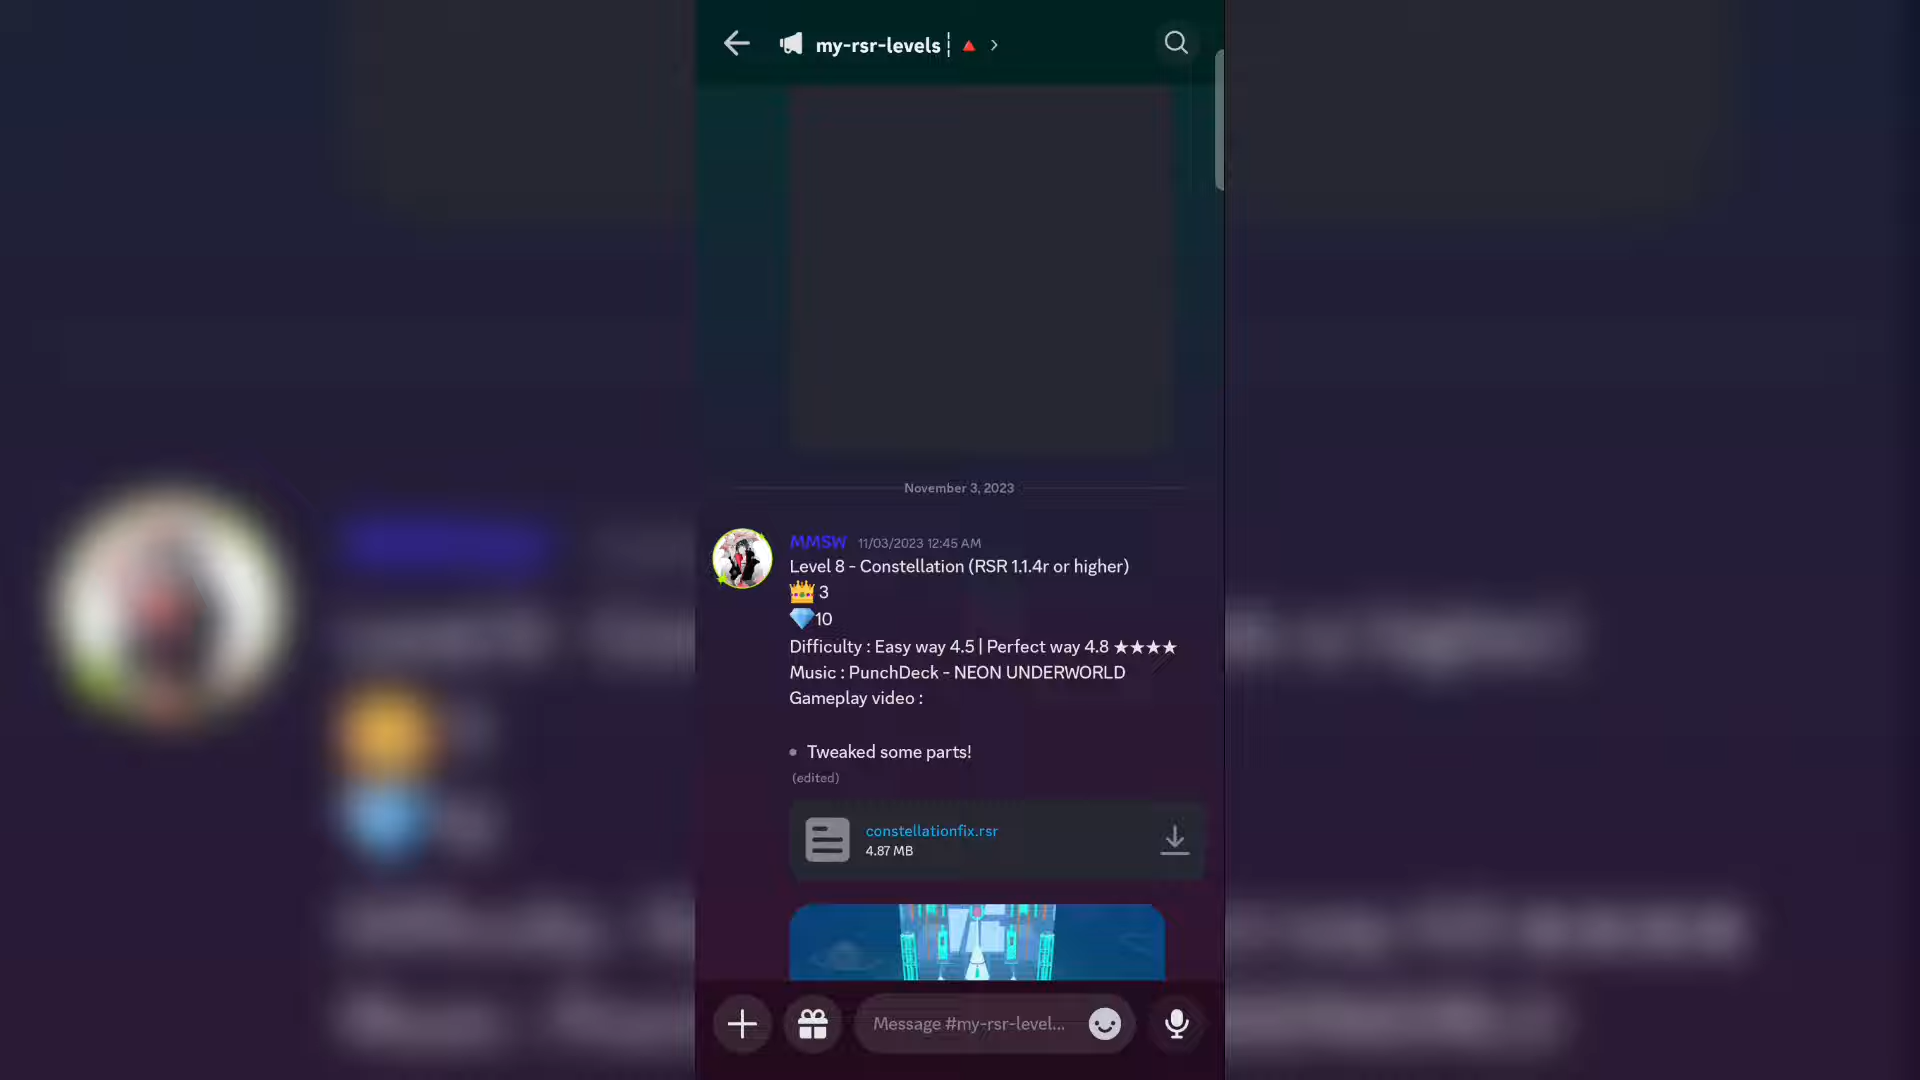 my-rsr-levels┆🔺
November 3, 2023
MMSW 11/03/2023 12:45 AM
Level 8 - Constellation (RSR 1.1.4r or higher)
👑 3
💎10
Difficulty : Easy way 4.5 | Perfect way 4.8 ★★★★
Music : PunchDeck - NEON UNDERWORLD
Gameplay video :
• Tweaked some parts!
(edited)
constellationfix.rsr
4.87 MB
Message #my-rsr-level...